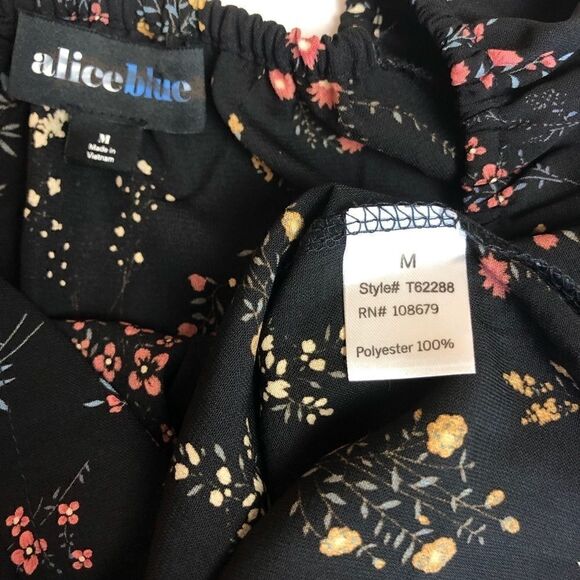 aliceblue
M
Made in
Vietnam
M
Style# T62288
RN# 108679
Polyester 100%